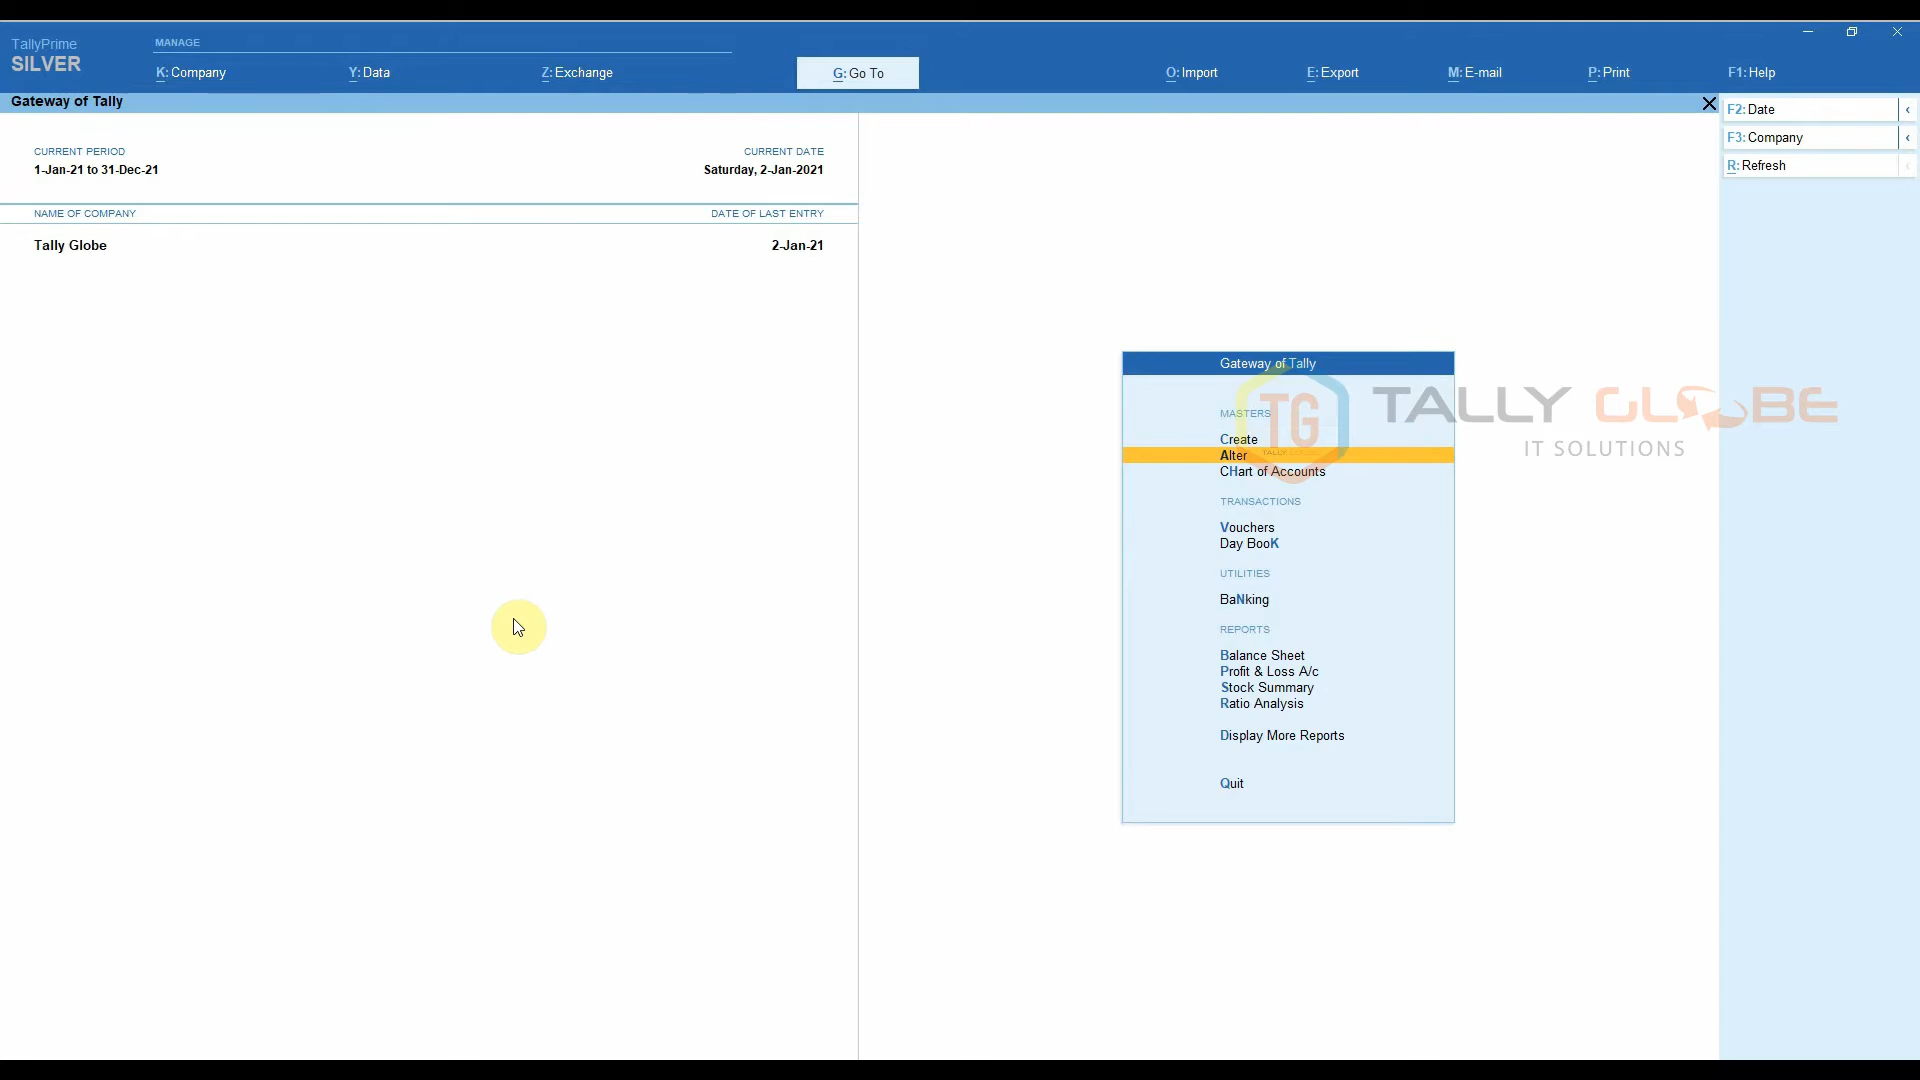 TallyPrime
SILVER
MANAGE
K: Company
Y: Data
Z: Exchange
G: Go To
O: Import
E: Export
M: E-mail
P: Print
F1: Help
Gateway of Tally
F2: Date
F3: Company
R: Refresh
CURRENT PERIOD
CURRENT DATE
1-Jan-21 to 31-Dec-21
Saturday, 2-Jan-2021
NAME OF COMPANY
DATE OF LAST ENTRY
Tally Globe
2-Jan-21
Gateway of Tally
MASTERS
Create
Alter
CHart of Accounts
TRANSACTIONS
Vouchers
Day BooK
UTILITIES
BaNking
REPORTS
Balance Sheet
Profit & Loss A/c
Stock Summary
Ratio Analysis
Display More Reports
Quit
TG
TALLY GLOBE
TALLY GLOBE
IT SOLUTIONS